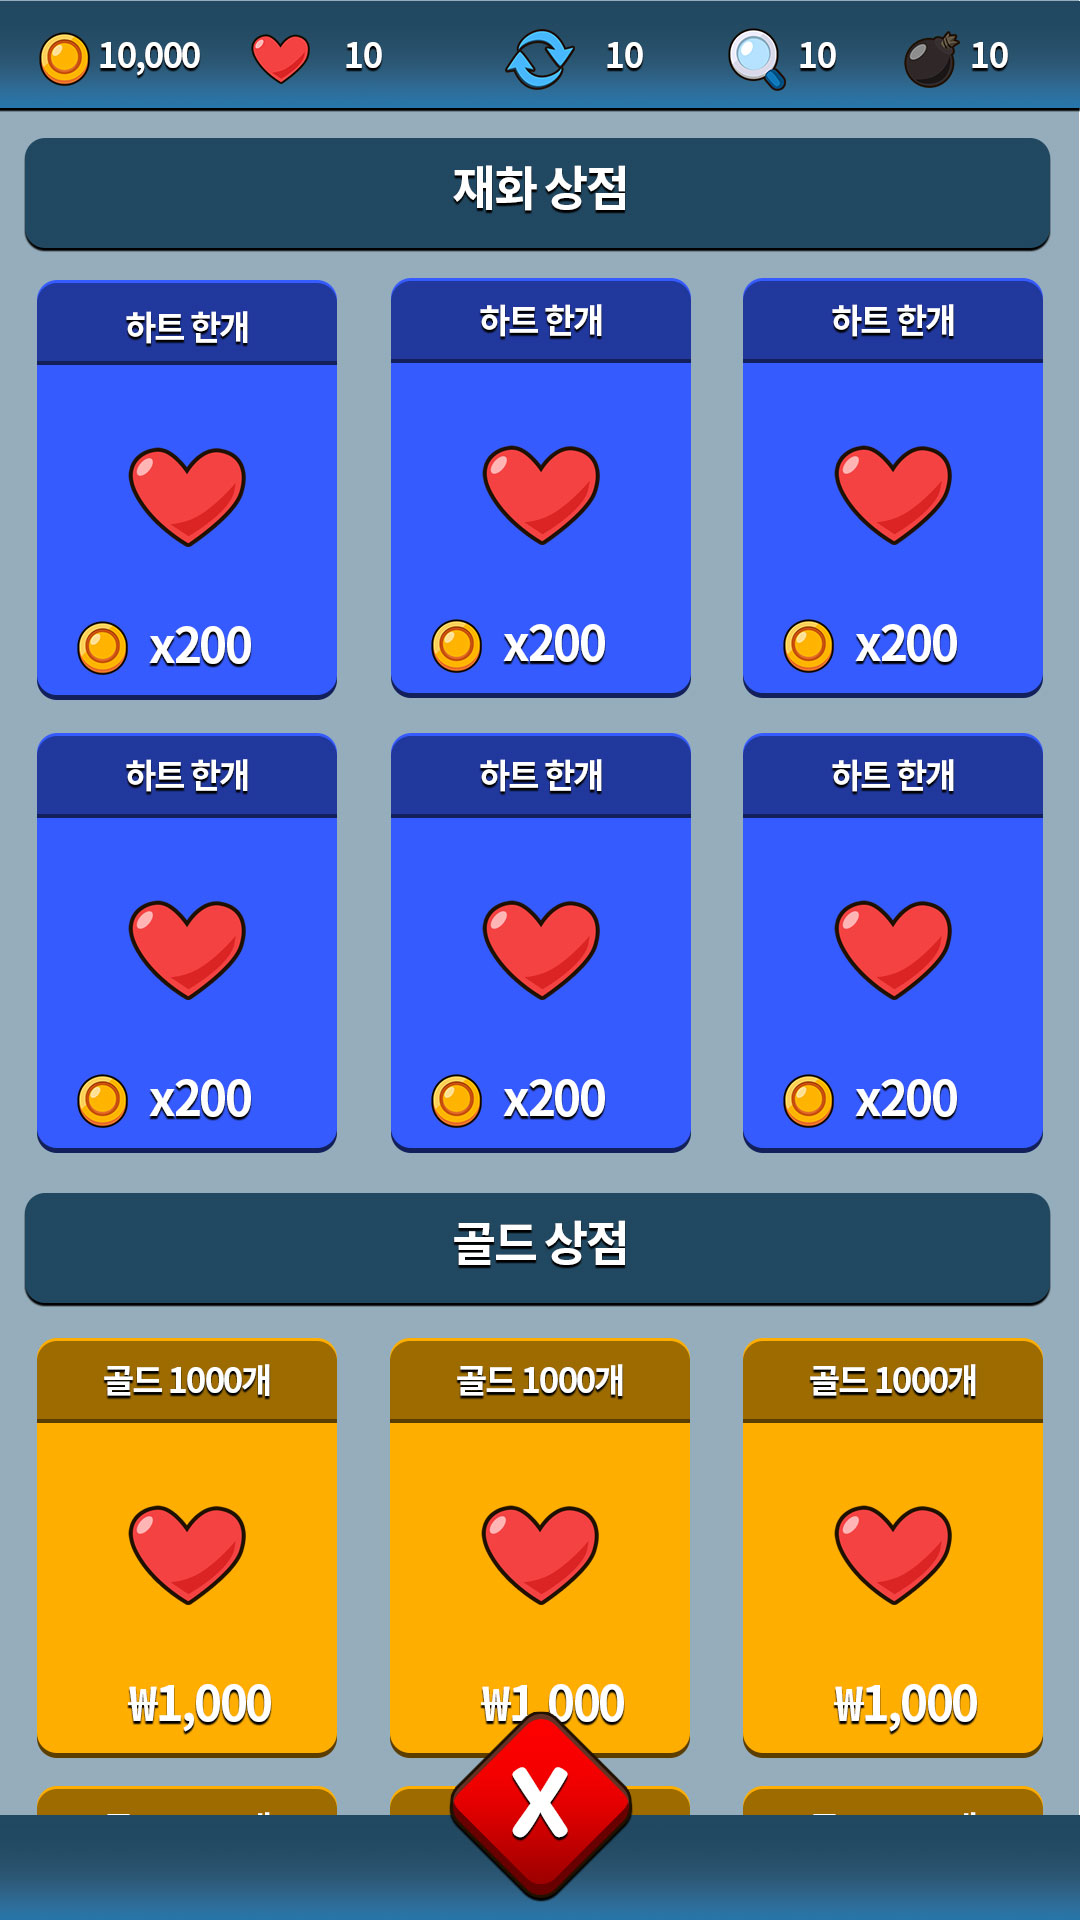 10,000 10 10 10 10
재화 상점
하트 한개 하트 한개 하트 한개
x200 x200 x200
하트 한개 하트 한개 하트 한개
x200 x200 x200
골드 상점
골드 1000개 골드 1000개 골드 1000개
₩1,000 ₩1,000 ₩1,000
X